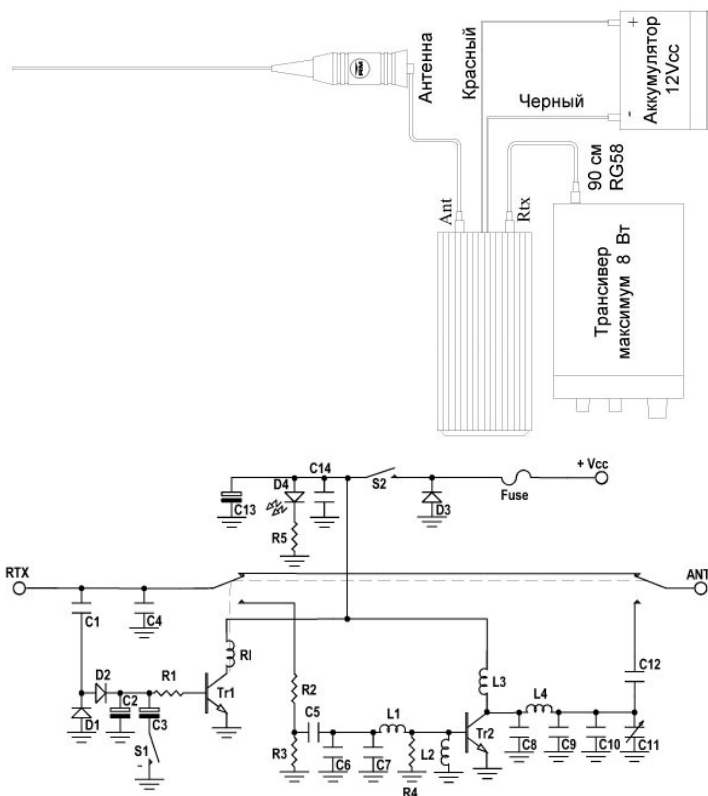 Антенна
Красный
+
Черный
-
Аккумулятор
12Vcc
90 см
RG58
Ant
Rtx
Трансивер
максимум 8 Вт
+ Vcc
D4
C14
S2
Fuse
C13
D3
R5
RTX
ANT
C1
C4
RI
C12
D2
R1
Tr1
R2
L3
L4
C2
C3
C5
L1
Tr2
D1
S1
-
R3
C6
C7
R4
L2
C8
C9
C10
C11